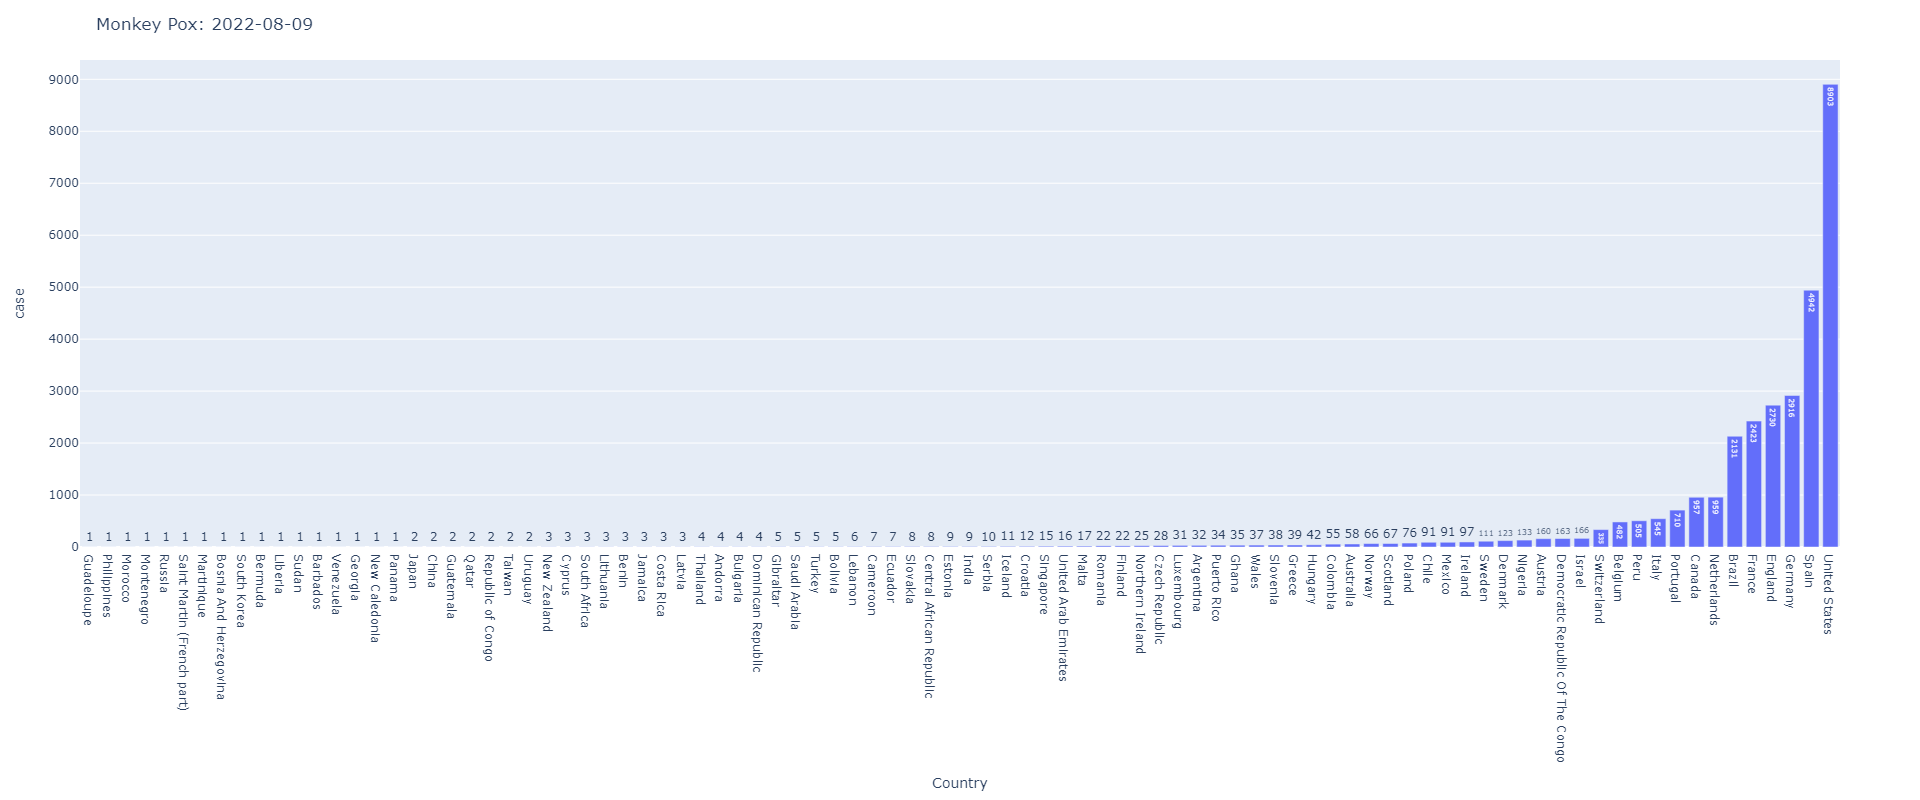 Monkey Pox: 2022-08-09
case
9000
8000
7000
6000
5000
4000
3000
2000
1000
0
1 1 1 1 1 1 1 1 1 1 1 1 1 1 1 1 1 2 2 2 2 2 2 2 3 3 3 3 3 3 3 3 4 4 4 4 5 5 5 5 6 7 7 8 8 9 9 10 11 12 15 16 17 22 22 25 28 31 32 34 35 37 38 39 42 55 58 66 67 76 91 91 97 111 123 133 160 163 166 335 482 505 545 710 957 959 2131 2423 2730 2916 4942 8903
Guadeloupe
Philippines
Morocco
Montenegro
Russia
Saint Martin (French part)
Martinique
Bosnia And Herzegovina
South Korea
Bermuda
Liberia
Sudan
Barbados
Venezuela
Georgia
New Caledonia
Panama
Japan
China
Guatemala
Qatar
Republic of Congo
Taiwan
Uruguay
New Zealand
Cyprus
South Africa
Lithuania
Benin
Jamaica
Costa Rica
Latvia
Thailand
Andorra
Bulgaria
Dominican Republic
Gibraltar
Saudi Arabia
Turkey
Bolivia
Lebanon
Cameroon
Ecuador
Slovakia
Central African Republic
Estonia
India
Serbia
Iceland
Croatia
Singapore
United Arab Emirates
Malta
Romania
Finland
Northern Ireland
Czech Republic
Luxembourg
Argentina
Puerto Rico
Ghana
Wales
Slovenia
Greece
Hungary
Colombia
Australia
Norway
Scotland
Poland
Chile
Mexico
Ireland
Sweden
Denmark
Nigeria
Austria
Democratic Republic Of The Congo
Israel
Switzerland
Belgium
Peru
Italy
Portugal
Canada
Netherlands
Brazil
France
England
Germany
Spain
United States
Country